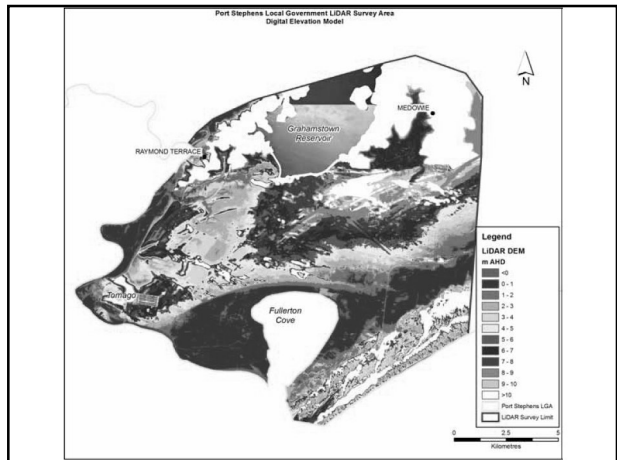 Port Stephens Local Government LiDAR Survey Area
Digital Elevation Model
N
MEDOWIE
Grahamstown
Reservoir
RAYMOND TERRACE
Tomago
Fullerton
Cove
Legend
LiDAR DEM
m AHD
<0
0 - 1
1 - 2
2 - 3
3 - 4
4 - 5
5 - 6
6 - 7
7 - 8
8 - 9
9 - 10
>10
Port Stephens LGA
LiDAR Survey Limit
0 2.5 5
Kilometres